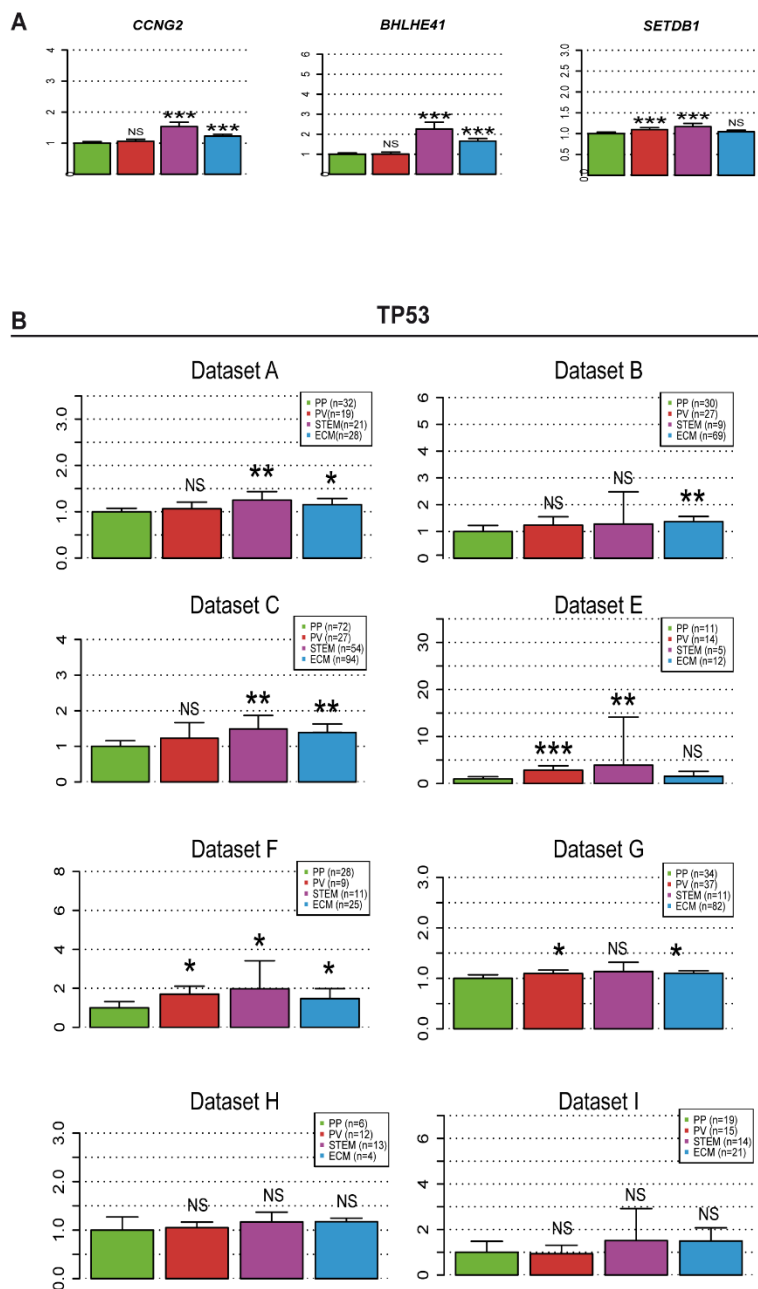 A
CCNG2
BHLHE41
SETDB1
4
3
2
1
0
NS
***
***
6
5
4
3
2
1
0
NS
***
***
3.0
2.5
2.0
1.5
1.0
0.5
0.0
***
***
NS
B
TP53
Dataset A
3.0
2.0
1.0
0.0
PP (n=32)
PV(n=19)
STEM(n=21)
ECM(n=28)
NS
**
*
Dataset B
6
5
4
3
2
1
0
PP (n=30)
PV (n=27)
STEM (n=9)
ECM (n=69)
NS
NS
**
Dataset C
4
3
2
1
0
PP (n=72)
PV (n=27)
STEM (n=54)
ECM (n=94)
NS
**
**
Dataset E
30
20
10
5
0
PP (n=11)
PV (n=14)
STEM (n=5)
ECM (n=12)
***
**
NS
Dataset F
8
6
4
2
0
PP (n=28)
PV (n=9)
STEM (n=11)
ECM (n=25)
*
*
*
Dataset G
3.0
2.0
1.0
0.0
PP (n=34)
PV (n=37)
STEM (n=11)
ECM (n=82)
*
NS
*
Dataset H
3.0
2.0
1.0
0.0
PP (n=6)
PV (n=12)
STEM (n=13)
ECM (n=4)
NS
NS
NS
Dataset I
6
4
2
1
0
PP (n=19)
PV (n=15)
STEM (n=14)
ECM (n=21)
NS
NS
NS